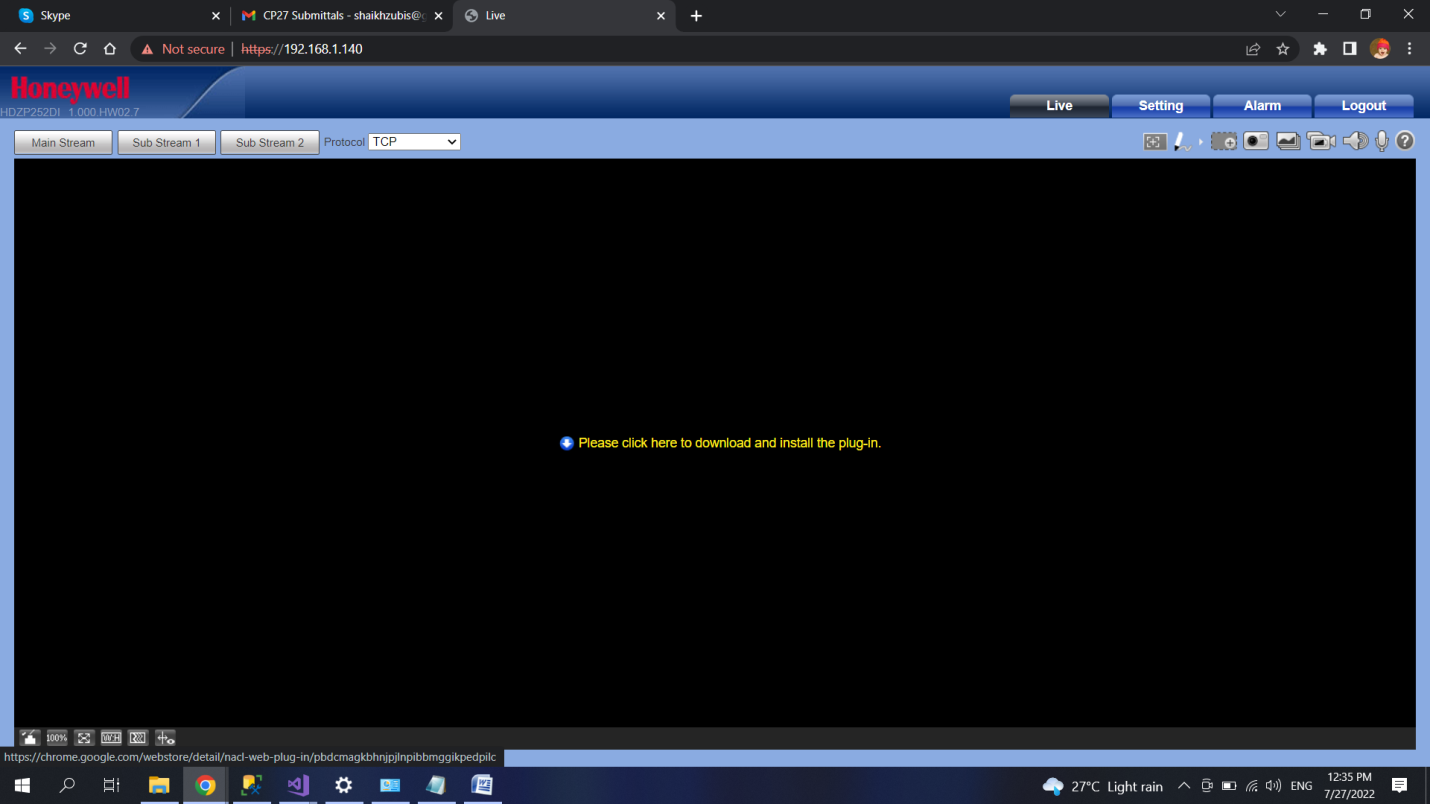 Skype
CP27 Submittals - shaikhzubis@g
Live
Not secure | https://192.168.1.140
Honeywell
HDZP252DI 1.000.HW02.7
Live
Setting
Alarm
Logout
Main Stream
Sub Stream 1
Sub Stream 2
Protocol
TCP
Please click here to download and install the plug-in.
100%
W:H
https://chrome.google.com/webstore/detail/nacl-web-plug-in/pbdcmagkbhnjpjlnpibbmggikpedpilc
27°C Light rain
ENG
12:35 PM
7/27/2022